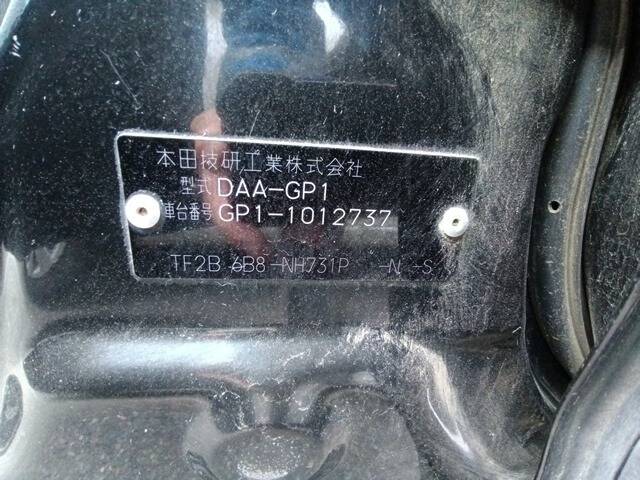 本田技研工業株式会社
型式 DAA-GP1
車台番号 GP1-1012737
TF2B 6B8-NH731P -N -S